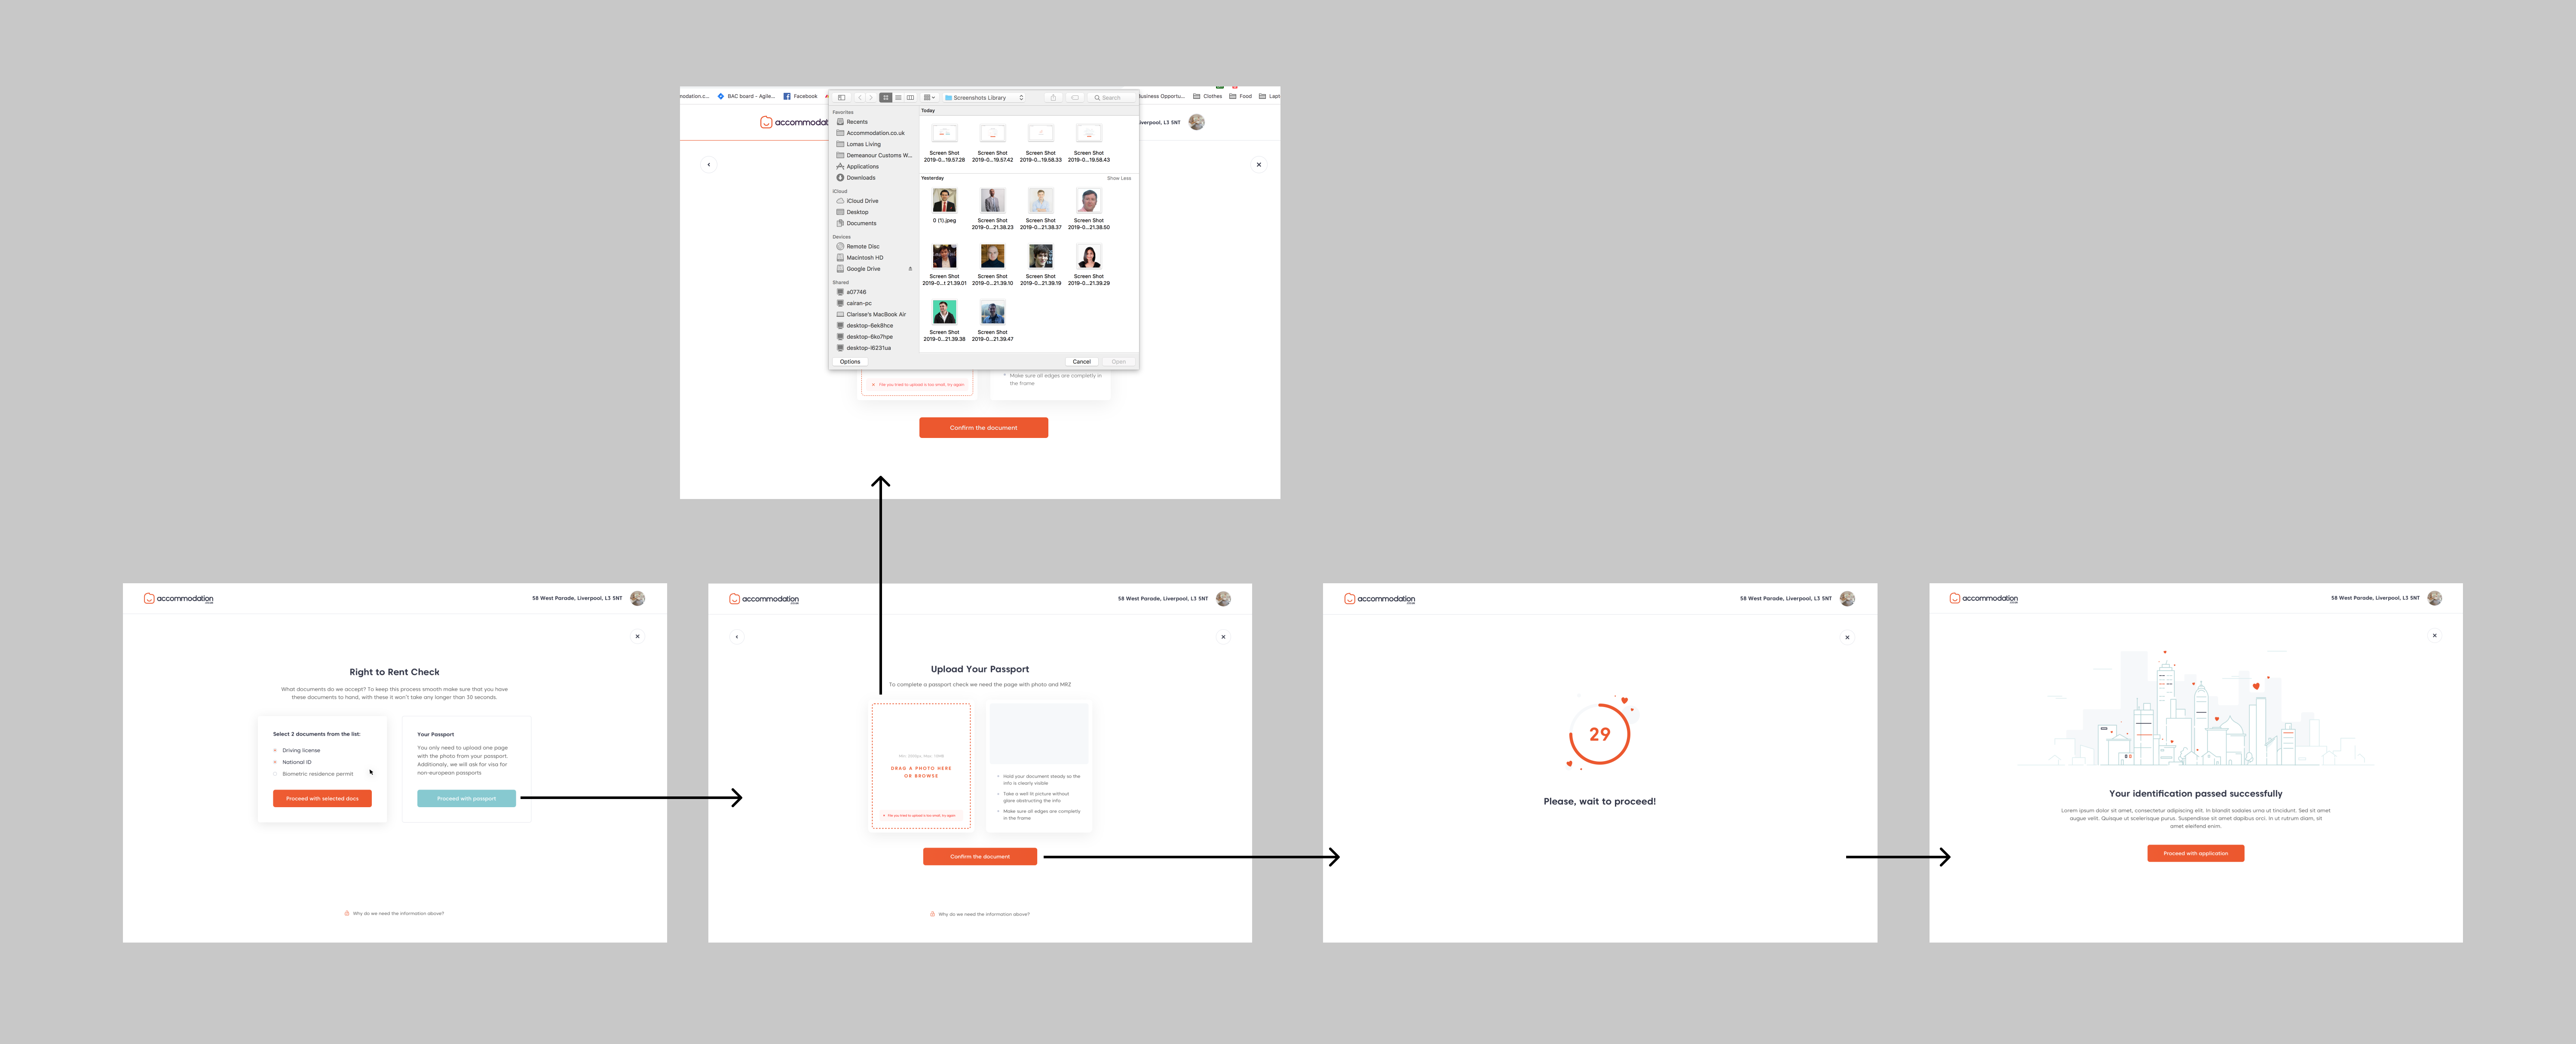 modation.c...
BAC board - Agile...
Facebook
Screenshots Library
Search
Business Opportu...
Clothes
Food
Lapt
accommodat
Liverpool, L3 5NT
Favorites
Recents
Accommodation.co.uk
Lomas Living
Demeanour Customs W...
Applications
Downloads
iCloud
iCloud Drive
Desktop
Documents
Devices
Remote Disc
Macintosh HD
Google Drive
Shared
a07746
cairan-pc
Clarisse's MacBook Air
desktop-6ek8hce
desktop-6ko7hpe
desktop-l6231ua
Today
Screen Shot
2019-0...19.57.28
Screen Shot
2019-0...19.57.42
Screen Shot
2019-0...19.58.33
Screen Shot
2019-0...19.58.43
Yesterday
Show Less
0 (1).jpeg
Screen Shot
2019-0...21.38.23
Screen Shot
2019-0...21.38.37
Screen Shot
2019-0...21.38.50
Screen Shot
2019-0...t 21.39.01
Screen Shot
2019-0...21.39.10
Screen Shot
2019-0...21.39.19
Screen Shot
2019-0...21.39.29
Screen Shot
2019-0...21.39.38
Screen Shot
2019-0...21.39.47
Options
Cancel
Open
File you tried to upload is too small, try again
Make sure all edges are completly in
the frame
Confirm the document
accommodation
58 West Parade, Liverpool, L3 5NT
Right to Rent Check
What documents do we accept? To keep this process smooth make sure that you have
these documents to hand, with these it won't take any longer than 30 seconds.
Select 2 documents from the list:
Driving license
National ID
Biometric residence permit
Proceed with selected docs
Your Passport
You only need to upload one page
with the photo from your passport.
Additionaly, we will ask for visa for
non-european passports
Proceed with passport
Why do we need the information above?
accommodation
58 West Parade, Liverpool, L3 5NT
Upload Your Passport
To complete a passport check we need the page with photo and MRZ
DRAG A PHOTO HERE
OR BROWSE
File you tried to upload is too small, try again
Hold your document steady so the
info is clearly visible
Take a well lit picture without
glare obstructing the info
Make sure all edges are completly
in the frame
Confirm the document
Why do we need the information above?
accommodation
58 West Parade, Liverpool, L3 5NT
29
Please, wait to proceed!
accommodation
58 West Parade, Liverpool, L3 5NT
Your identification passed successfully
Lorem ipsum dolor sit amet, consectetur adipiscing elit. In blandit sodales urna ut tincidunt. Sed sit amet
augue velit. Quisque ut scelerisque purus. Suspendisse sit amet dapibus orci. In ut rutrum diam, sit
amet eleifend enim.
Proceed with application